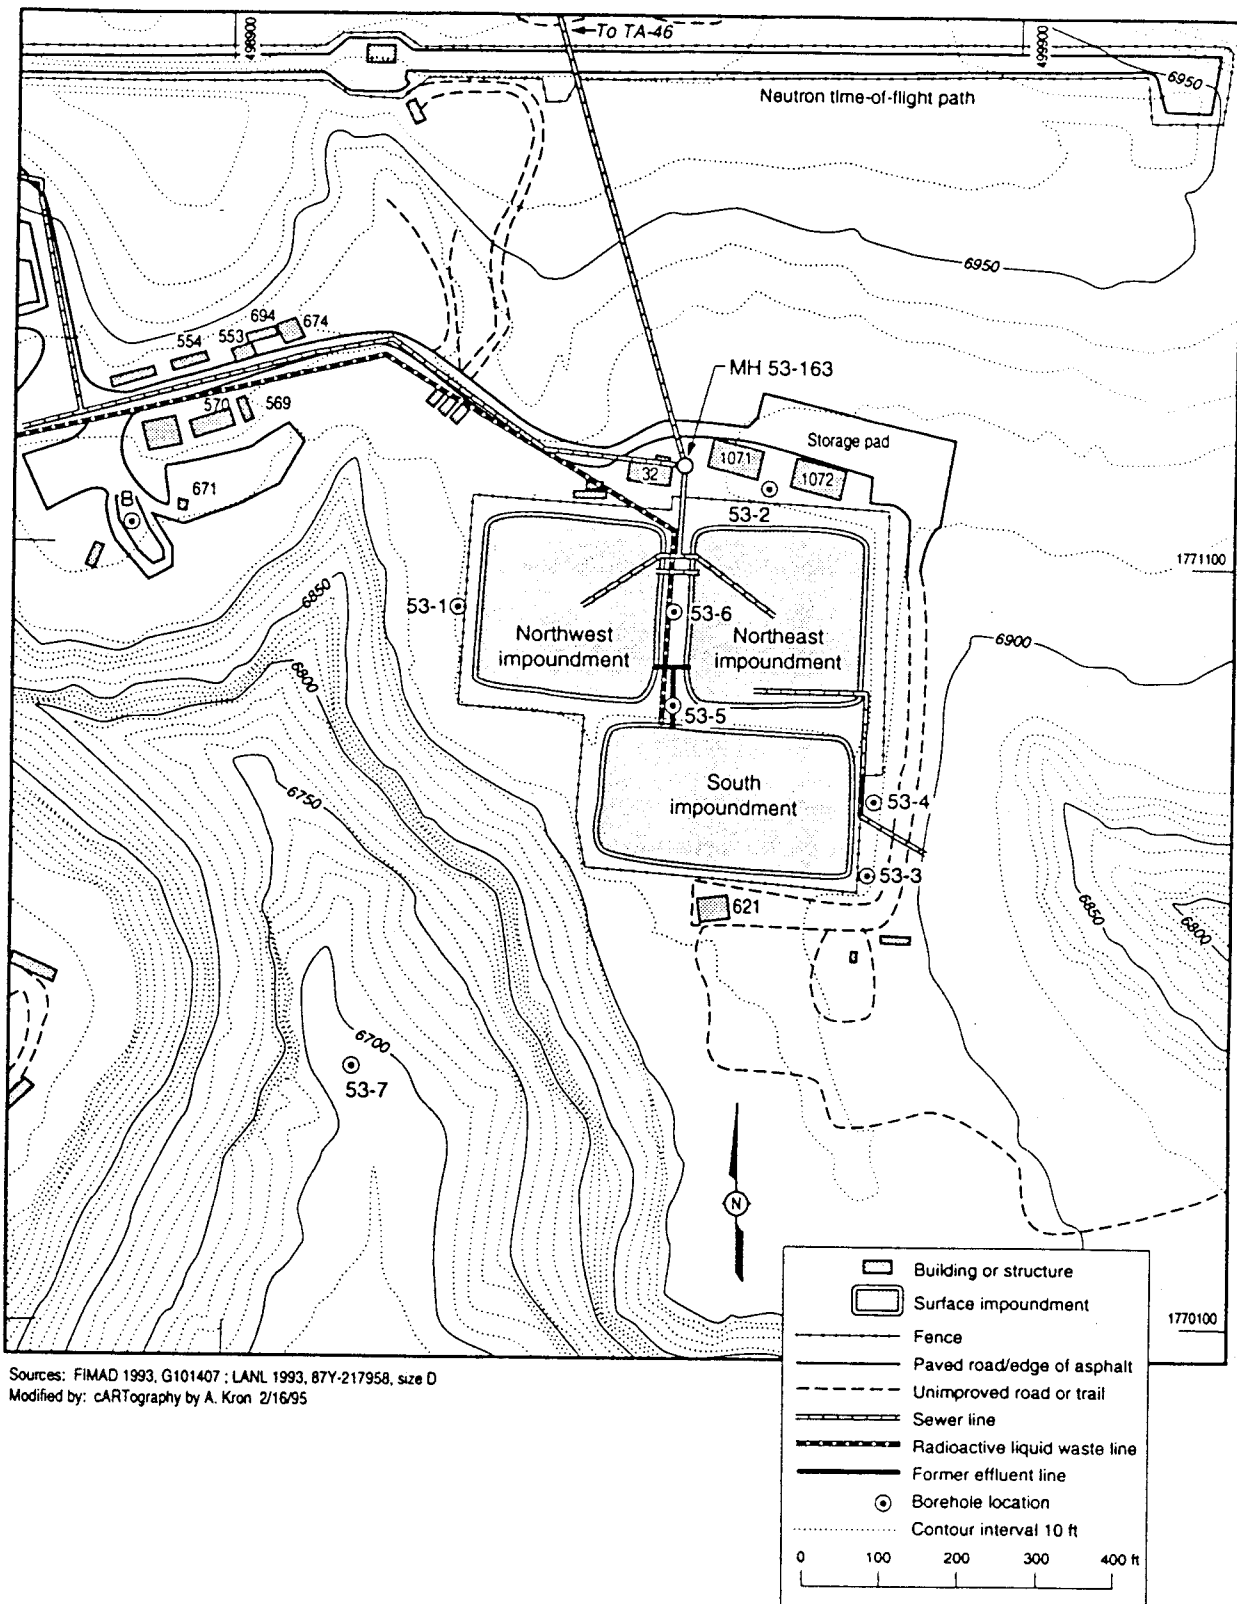 To TA-46
498900
499900
6950
Neutron time-of-flight path
6950
694
674
554
553
MH 53-163
570
569
Storage pad
1071
32
1072
671
B
53-2
1771100
6850
53-1
53-6
Northwest
impoundment
Northeast
impoundment
6900
6800
53-5
6750
South
impoundment
53-4
53-3
621
6850
6800
6700
53-7
N
1770100
Building or structure
Surface impoundment
Fence
Paved road/edge of asphalt
Unimproved road or trail
Sewer line
Radioactive liquid waste line
Former effluent line
Borehole location
Contour interval 10 ft
0 100 200 300 400 ft
Sources: FIMAD 1993, G101407 ; LANL 1993, 87Y-217958, size D
Modified by: cARTography by A. Kron 2/16/95